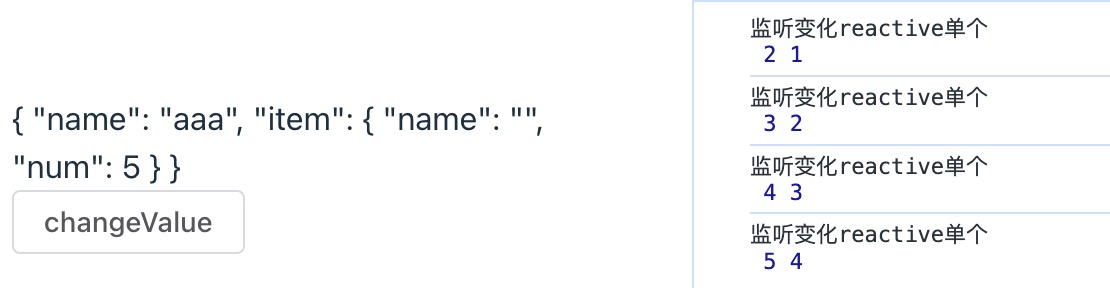 { "name": "aaa", "item": { "name": "",
"num": 5 } }
changeValue
监听变化reactive单个
2 1
监听变化reactive单个
3 2
监听变化reactive单个
4 3
监听变化reactive单个
5 4